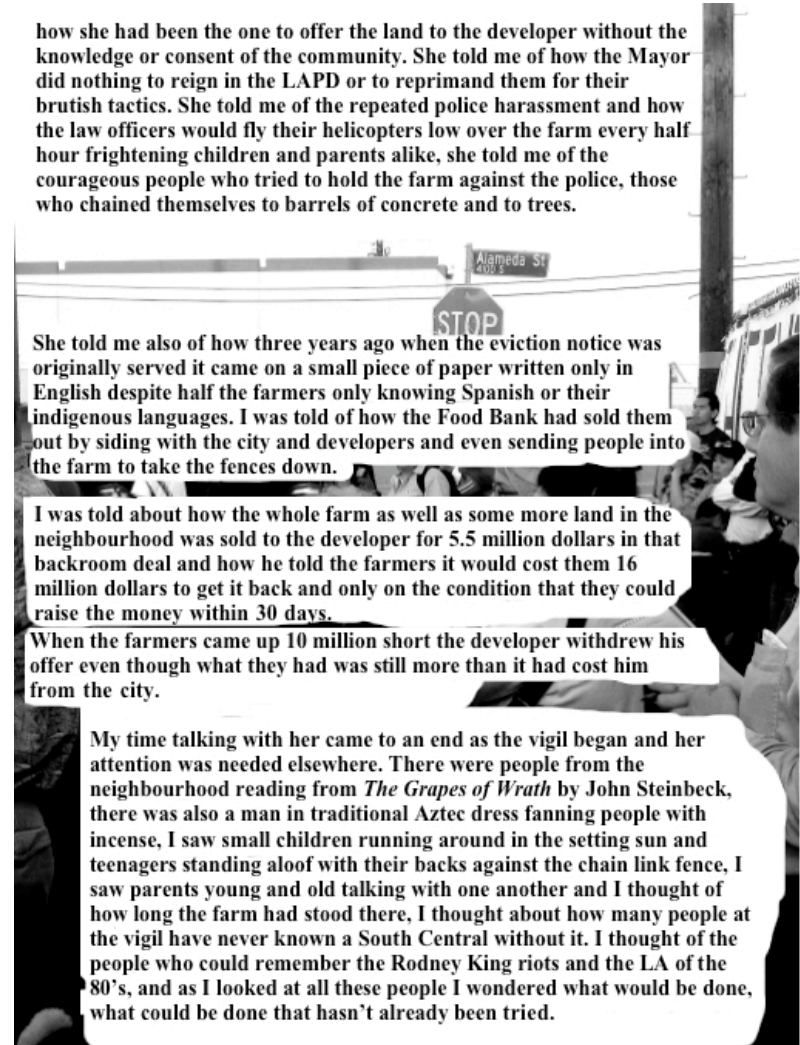 how she had been the one to offer the land to the developer without the
knowledge or consent of the community. She told me of how the Mayor
did nothing to reign in the LAPD or to reprimand them for their
brutish tactics. She told me of the repeated police harassment and how
the law officers would fly their helicopters low over the farm every half
hour frightening children and parents alike, she told me of the
courageous people who tried to hold the farm against the police, those
who chained themselves to barrels of concrete and to trees.
Alameda St
4100 S
STOP
She told me also of how three years ago when the eviction notice was
originally served it came on a small piece of paper written only in
English despite half the farmers only knowing Spanish or their
indigenous languages. I was told of how the Food Bank had sold them
out by siding with the city and developers and even sending people into
the farm to take the fences down.
I was told about how the whole farm as well as some more land in the
neighbourhood was sold to the developer for 5.5 million dollars in that
backroom deal and how he told the farmers it would cost them 16
million dollars to get it back and only on the condition that they could
raise the money within 30 days.
When the farmers came up 10 million short the developer withdrew his
offer even though what they had was still more than it had cost him
from the city.
My time talking with her came to an end as the vigil began and her
attention was needed elsewhere. There were people from the
neighbourhood reading from The Grapes of Wrath by John Steinbeck,
there was also a man in traditional Aztec dress fanning people with
incense, I saw small children running around in the setting sun and
teenagers standing aloof with their backs against the chain link fence, I
saw parents young and old talking with one another and I thought of
how long the farm had stood there, I thought about how many people at
the vigil have never known a South Central without it. I thought of the
people who could remember the Rodney King riots and the LA of the
80's, and as I looked at all these people I wondered what would be done,
what could be done that hasn't already been tried.